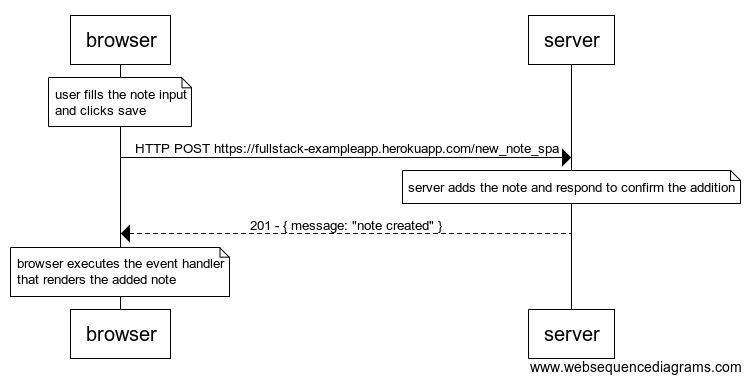 browser
server
user fills the note input
and clicks save
HTTP POST https://fullstack-exampleapp.herokuapp.com/new_note_spa
server adds the note and respond to confirm the addition
201 - { message: "note created" }
browser executes the event handler
that renders the added note
browser
server
www.websequencediagrams.com